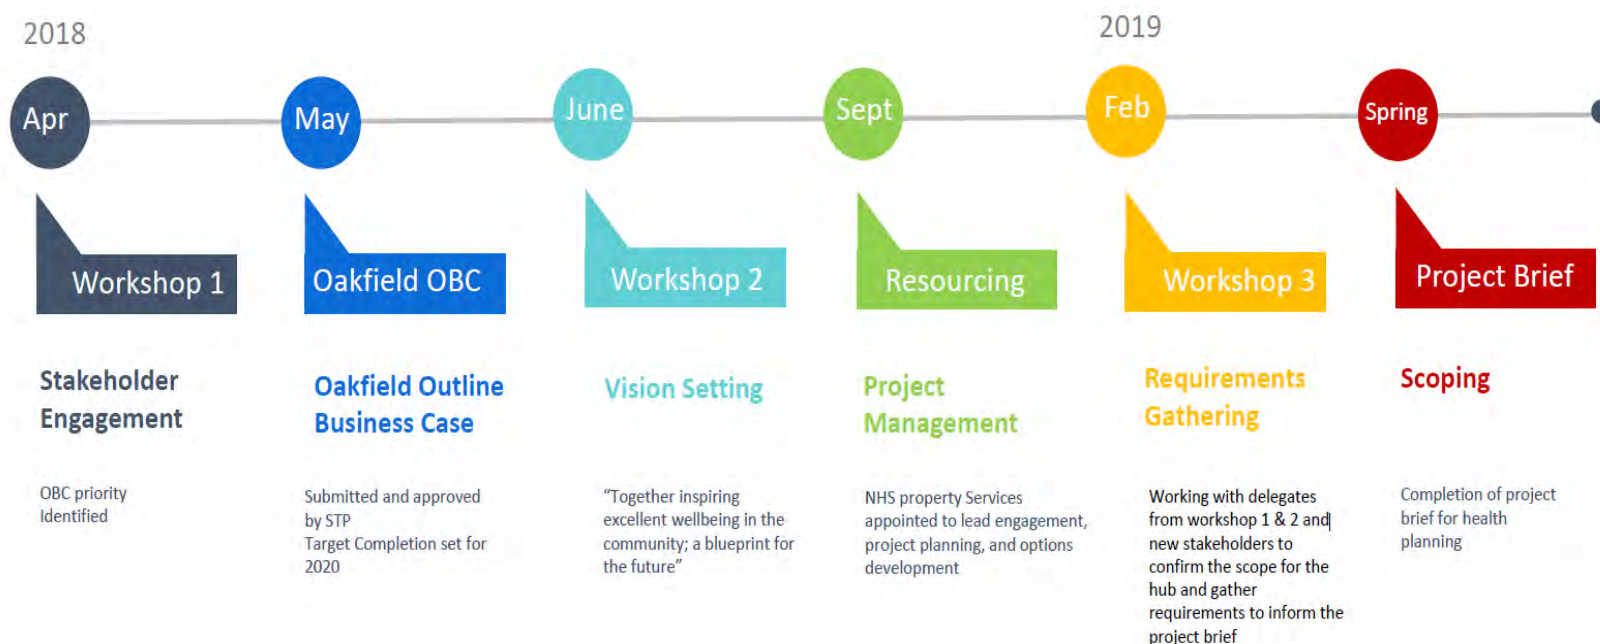 2018
2019
Apr
May
June
Sept
Feb
Spring
Workshop 1
Oakfield OBC
Workshop 2
Resourcing
Workshop 3
Project Brief
Stakeholder
Engagement
Oakfield Outline
Business Case
Vision Setting
Project
Management
Requirements
Gathering
Scoping
OBC priority
Identified
Submitted and approved
by STP
Target Completion set for
2020
“Together inspiring
excellent wellbeing in the
community; a blueprint for
the future”
NHS property Services
appointed to lead engagement,
project planning, and options
development
Working with delegates
from workshop 1 & 2 and
new stakeholders to
confirm the scope for the
hub and gather
requirements to inform the
project brief
Completion of project
brief for health
planning